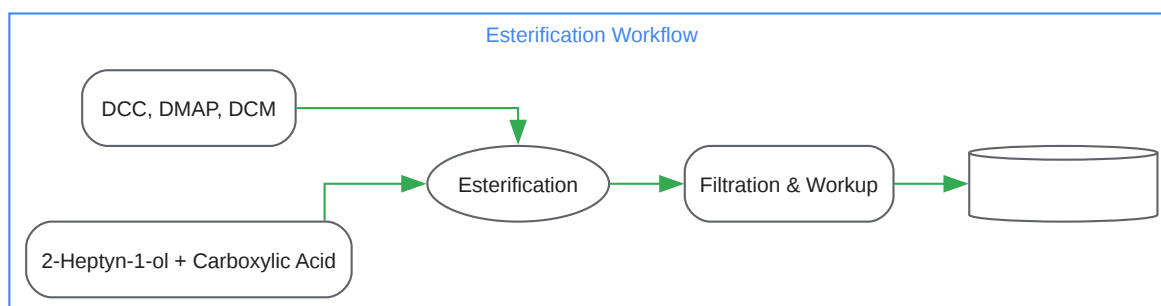 Esterification Workflow
DCC, DMAP, DCM
Esterification
Filtration & Workup
2-Heptyn-1-ol + Carboxylic Acid